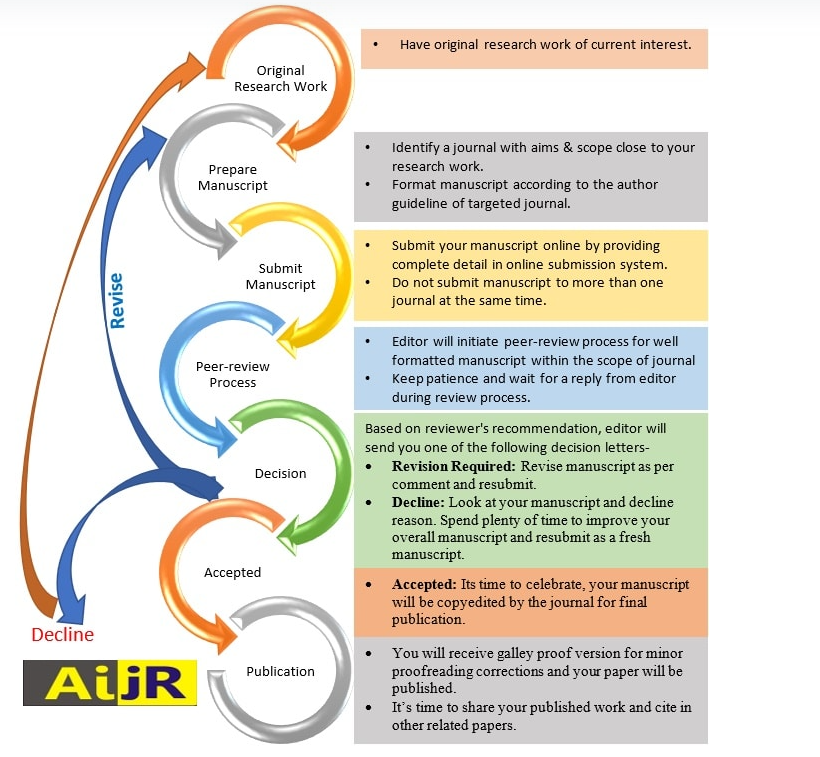 Original
Research Work
• Have original research work of current interest.
Prepare
Manuscript
• Identify a journal with aims & scope close to your
research work.
• Format manuscript according to the author
guideline of targeted journal.
Submit
Manuscript
• Submit your manuscript online by providing
complete detail in online submission system.
• Do not submit manuscript to more than one
journal at the same time.
Revise
Peer-review
Process
• Editor will initiate peer-review process for well
formatted manuscript within the scope of journal
• Keep patience and wait for a reply from editor
during review process.
Decision
Based on reviewer's recommendation, editor will
send you one of the following decision letters-
• Revision Required: Revise manuscript as per
comment and resubmit.
• Decline: Look at your manuscript and decline
reason. Spend plenty of time to improve your
overall manuscript and resubmit as a fresh
manuscript.
Accepted
• Accepted: Its time to celebrate, your manuscript
will be copyedited by the journal for final
publication.
Decline
AijR
Publication
• You will receive galley proof version for minor
proofreading corrections and your paper will be
published.
• It's time to share your published work and cite in
other related papers.